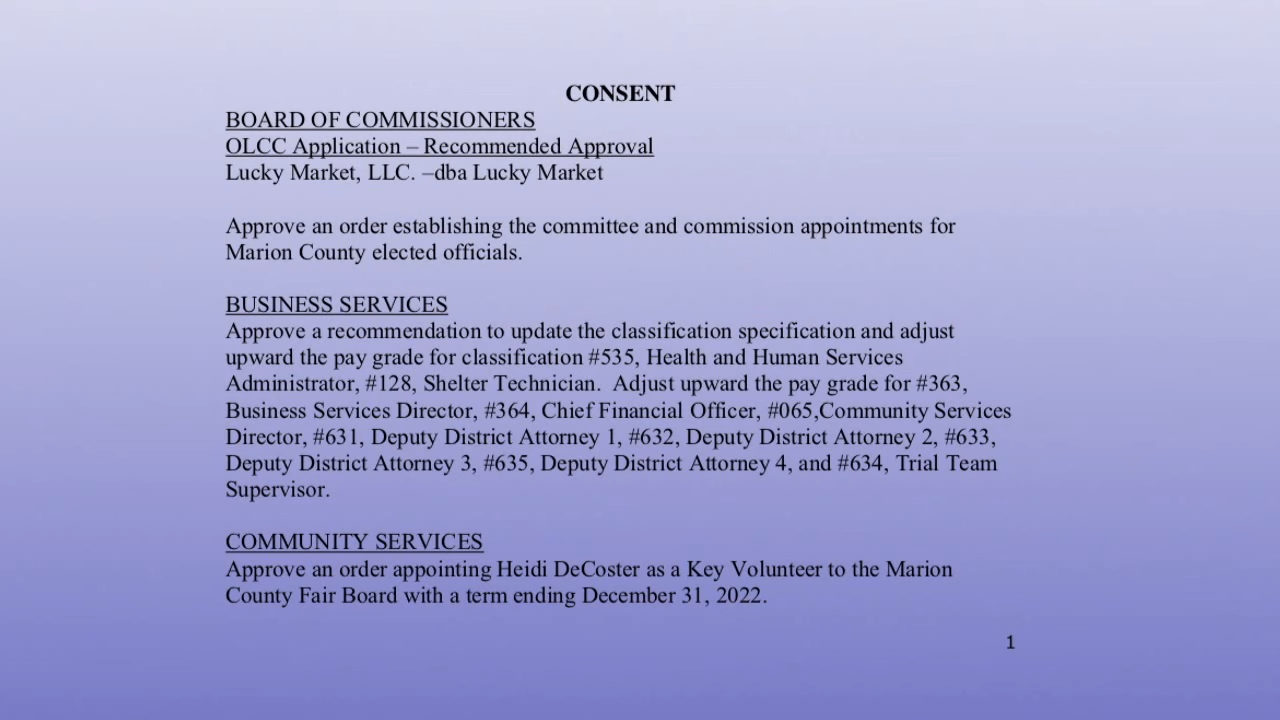 CONSENT
BOARD OF COMMISSIONERS
OLCC Application – Recommended Approval
Lucky Market, LLC. –dba Lucky Market
Approve an order establishing the committee and commission appointments for
Marion County elected officials.
BUSINESS SERVICES
Approve a recommendation to update the classification specification and adjust
upward the pay grade for classification #535, Health and Human Services
Administrator, #128, Shelter Technician.  Adjust upward the pay grade for #363,
Business Services Director, #364, Chief Financial Officer, #065,Community Services
Director, #631, Deputy District Attorney 1, #632, Deputy District Attorney 2, #633,
Deputy District Attorney 3, #635, Deputy District Attorney 4, and #634, Trial Team
Supervisor.
COMMUNITY SERVICES
Approve an order appointing Heidi DeCoster as a Key Volunteer to the Marion
County Fair Board with a term ending December 31, 2022.
1